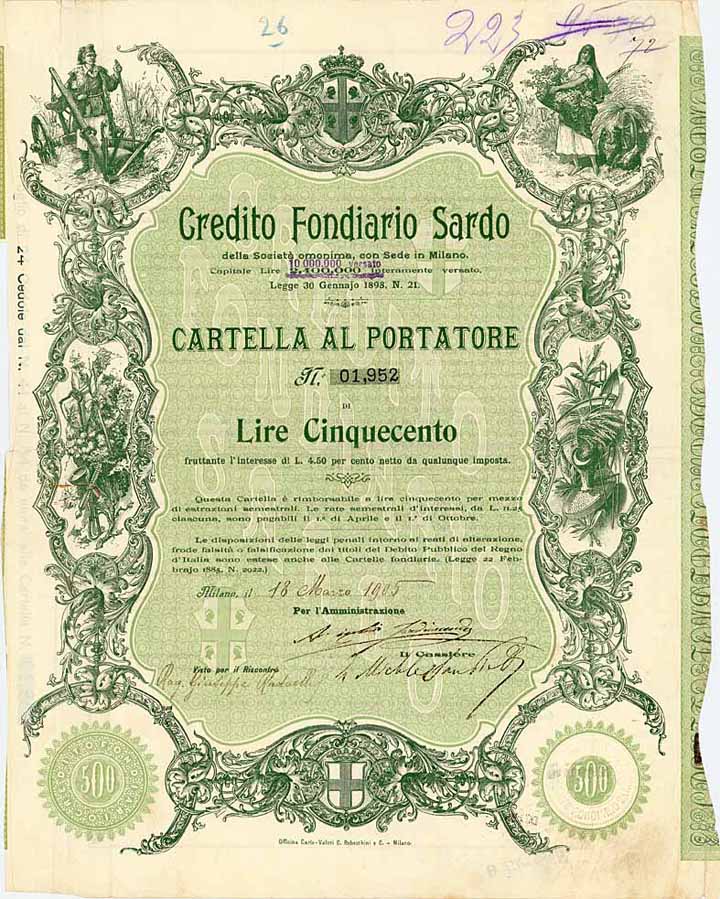 26
223
72
Credito Fondiario Sardo
della Società omonima, con Sede in Milano.
10.000.000 versato
Capitale Lire 2,400,000 interamente versato.
Legge 30 Gennajo 1898, N. 21.
CARTELLA AL PORTATORE
N. 01,952
DI
Lire Cinquecento
fruttante l'interesse di L. 4.50 per cento netto da qualunque imposta.
Questa Cartella è rimborsabile a lire cinquecento per mezzo
di estrazioni semestrali. Le rate semestrali d'interessi, da L. 11.25
ciascuna, sono pagabili il 1.º di Aprile e il 1.º di Ottobre.
Le disposizioni delle leggi penali intorno ai reati di alterazione,
frode falsità o falsificazione dei titoli del Debito Pubblico del Regno
d'Italia sono estese anche alle Cartelle fondiarie. (Legge 22 Feb-
brajo 1885, N. 2922.)
Milano, il 18 Marzo 1905
Per l'Amministrazione
Il Cassiere
Visto per il Riscontro
Rag. Giuseppe
500
500
Officina Carte-Valori C. Robecchini e C. - Milano.